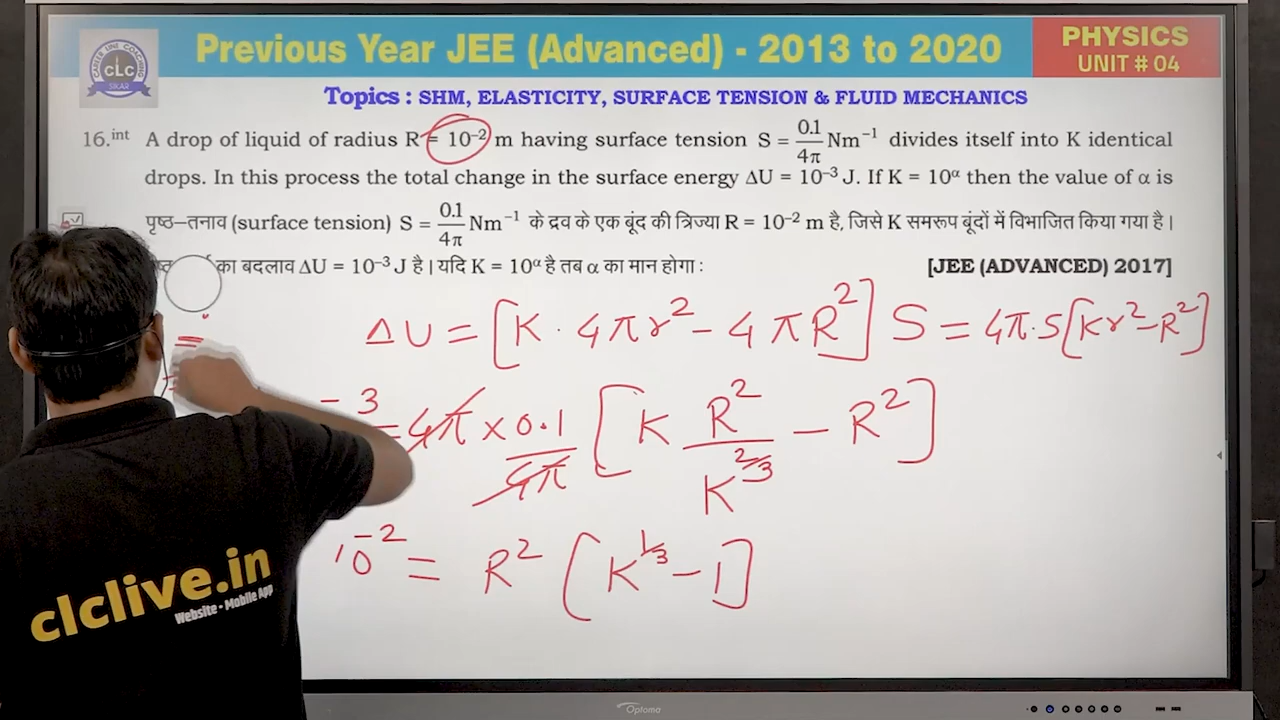 Previous Year JEE (Advanced) - 2013 to 2020
PHYSICS
UNIT # 04
CAREER LINE COACHING
CLC
SIKAR
Topics : SHM, ELASTICITY, SURFACE TENSION & FLUID MECHANICS
16.int A drop of liquid of radius R = 10⁻² m having surface tension S = 0.1/4π Nm⁻¹ divides itself into K identical
drops. In this process the total change in the surface energy ΔU = 10⁻³ J. If K = 10^α then the value of α is
पृष्ठ–तनाव (surface tension) S = 0.1/4π Nm⁻¹ के द्रव के एक बूंद की त्रिज्या R = 10⁻² m है, जिसे K समरूप बूंदों में विभाजित किया गया है।
का बदलाव ΔU = 10⁻³ J है। यदि K = 10^α है तब α का मान होगा :
[JEE (ADVANCED) 2017]
ΔU = [K · 4πr² – 4πR²] S = 4π·S[Kr²–R²]
–3 = 4π × 0.1/4π [K R²/K^2/3 – R²]
10⁻² = R² [K^1/3 – 1]
clclive.in
Website - Mobile App
Optoma